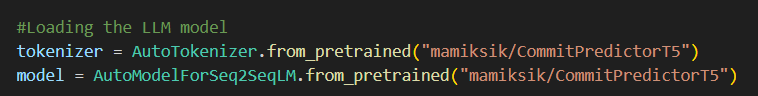 #Loading the LLM model
tokenizer = AutoTokenizer.from_pretrained("mamiksik/CommitPredictorT5")
model = AutoModelForSeq2SeqLM.from_pretrained("mamiksik/CommitPredictorT5")